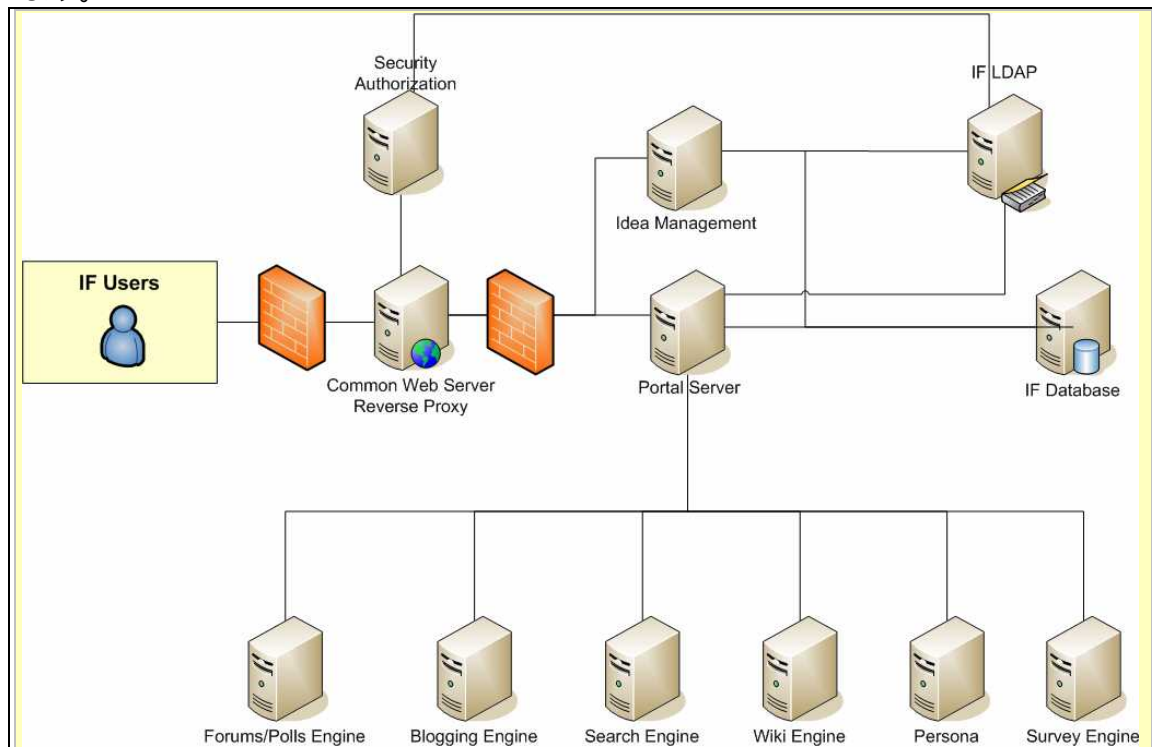 Security
Authorization
IF LDAP
Idea Management
IF Users
Common Web Server
Reverse Proxy
Portal Server
IF Database
Forums/Polls Engine
Blogging Engine
Search Engine
Wiki Engine
Persona
Survey Engine